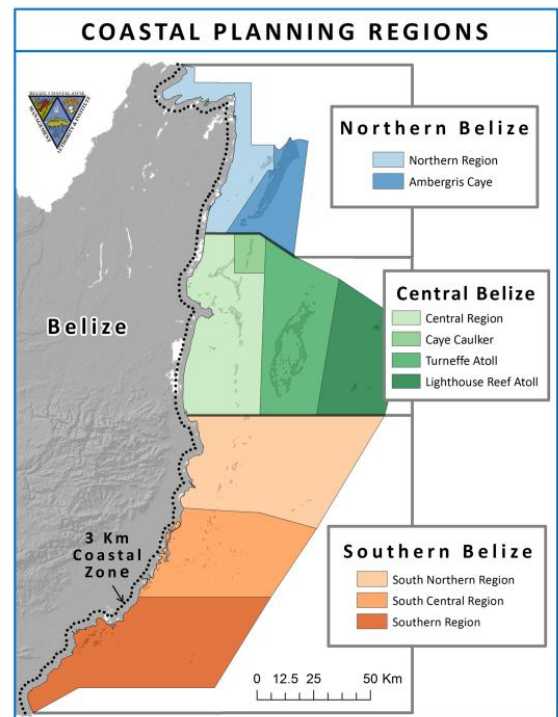 COASTAL PLANNING REGIONS
Northern Belize
Northern Region
Ambergris Caye
Central Belize
Central Region
Caye Caulker
Turneffe Atoll
Lighthouse Reef Atoll
Belize
3 Km
Coastal
Zone
Southern Belize
South Northern Region
South Central Region
Southern Region
0 12.5 25 50 Km